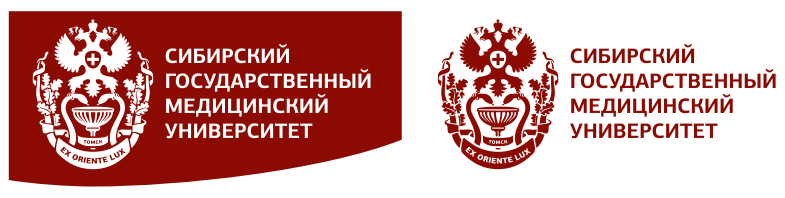 СИБИРСКИЙ
ГОСУДАРСТВЕННЫЙ
МЕДИЦИНСКИЙ
УНИВЕРСИТЕТ
ТОМСК
EX ORIENTE LUX
СИБИРСКИЙ
ГОСУДАРСТВЕННЫЙ
МЕДИЦИНСКИЙ
УНИВЕРСИТЕТ
ТОМСК
EX ORIENTE LUX